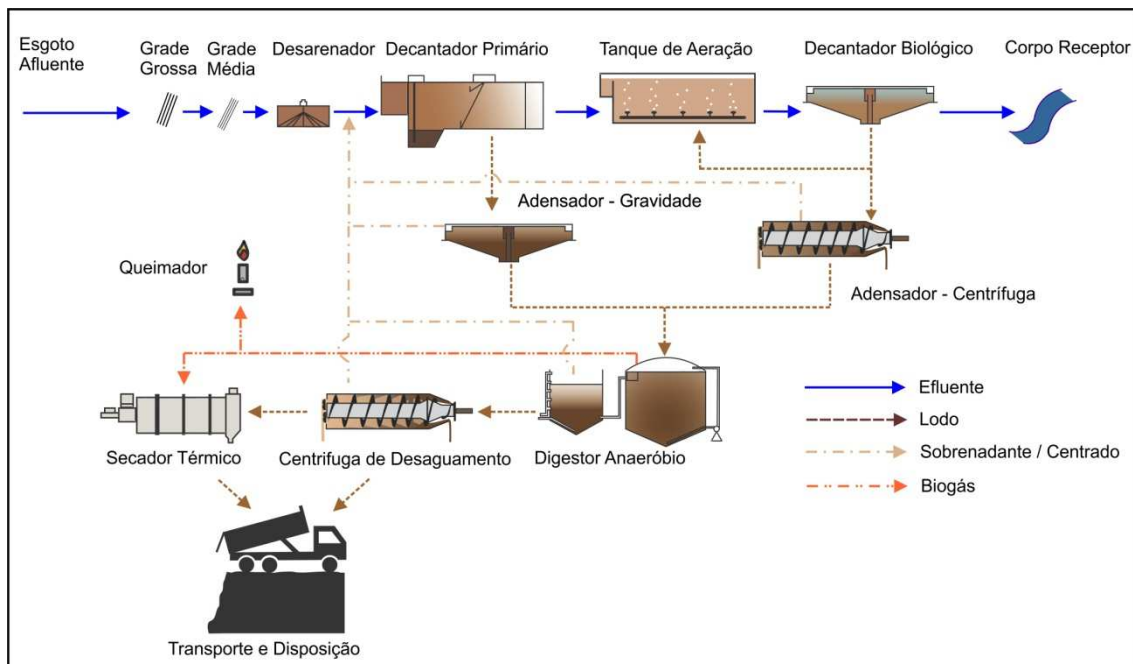 Esgoto
Afluente
Grade
Grossa
Grade
Média
Desarenador
Decantador Primário
Tanque de Aeração
Decantador Biológico
Corpo Receptor
Adensador - Gravidade
Queimador
Adensador - Centrífuga
Efluente
Lodo
Sobrenadante / Centrado
Biogás
Secador Térmico
Centrifuga de Desaguamento
Digestor Anaeróbio
Transporte e Disposição